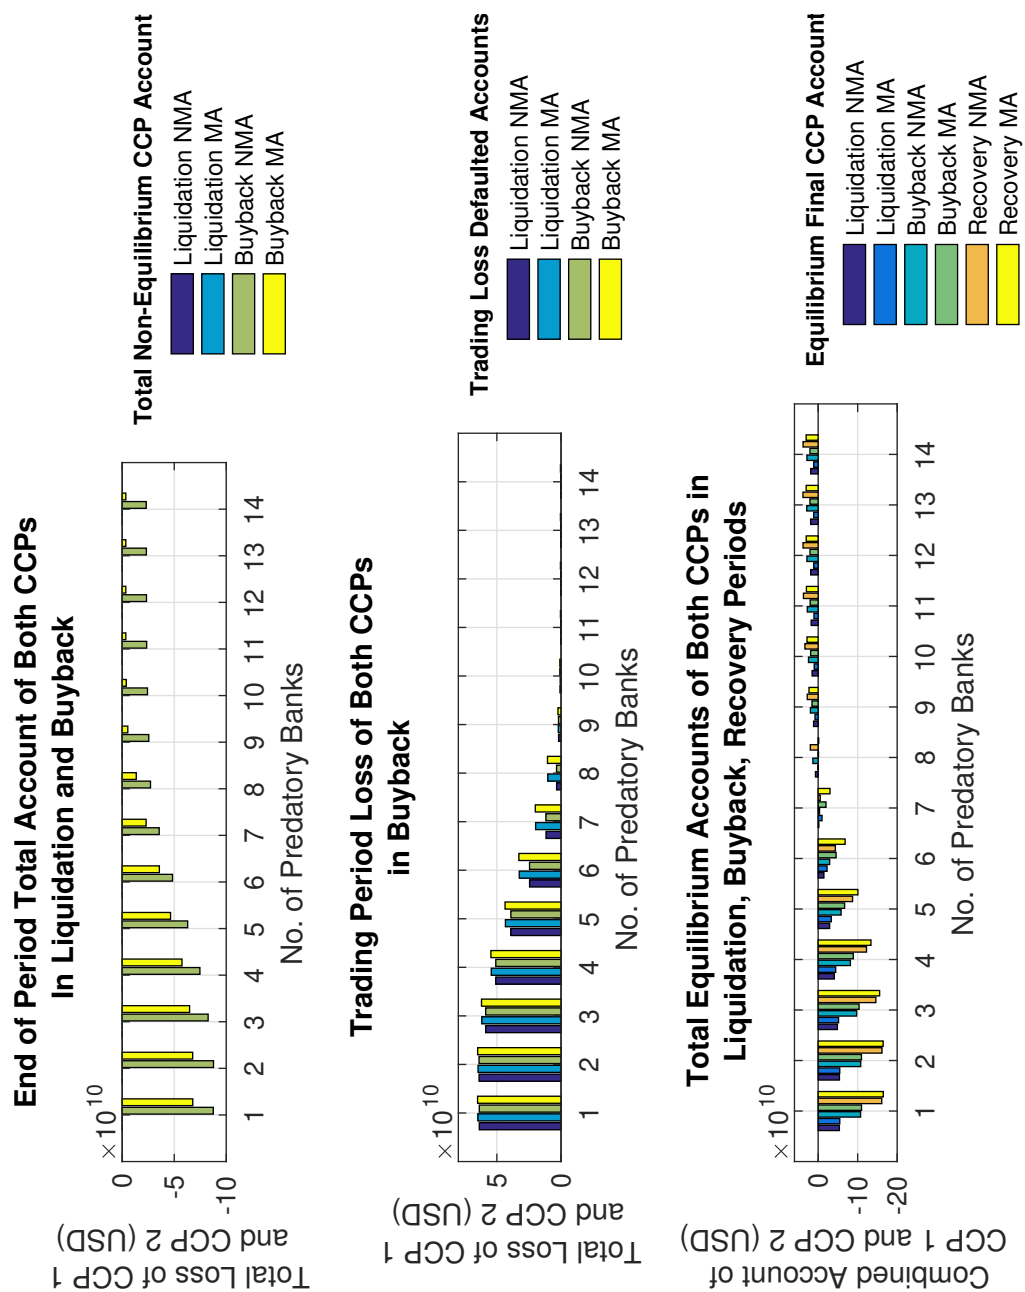 End of Period Total Account of Both CCPs
In Liquidation and Buyback
×10^10
0
-5
-10
Total Loss of CCP 1
and CCP 2 (USD)
1 2 3 4 5 6 7 8 9 10 11 12 13 14
No. of Predatory Banks
Total Non-Equilibrium CCP Account
Liquidation NMA
Liquidation MA
Buyback NMA
Buyback MA
Trading Period Loss of Both CCPs
in Buyback
×10^10
5
0
Total Loss of CCP 1
and CCP 2 (USD)
1 2 3 4 5 6 7 8 9 10 11 12 13 14
No. of Predatory Banks
Trading Loss Defaulted Accounts
Liquidation NMA
Liquidation MA
Buyback NMA
Buyback MA
Total Equilibrium Accounts of Both CCPs in
Liquidation, Buyback, Recovery Periods
×10^10
0
-10
-20
Combined Account of
CCP 1 and CCP 2 (USD)
1 2 3 4 5 6 7 8 9 10 11 12 13 14
No. of Predatory Banks
Equilibrium Final CCP Account
Liquidation NMA
Liquidation MA
Buyback NMA
Buyback MA
Recovery NMA
Recovery MA